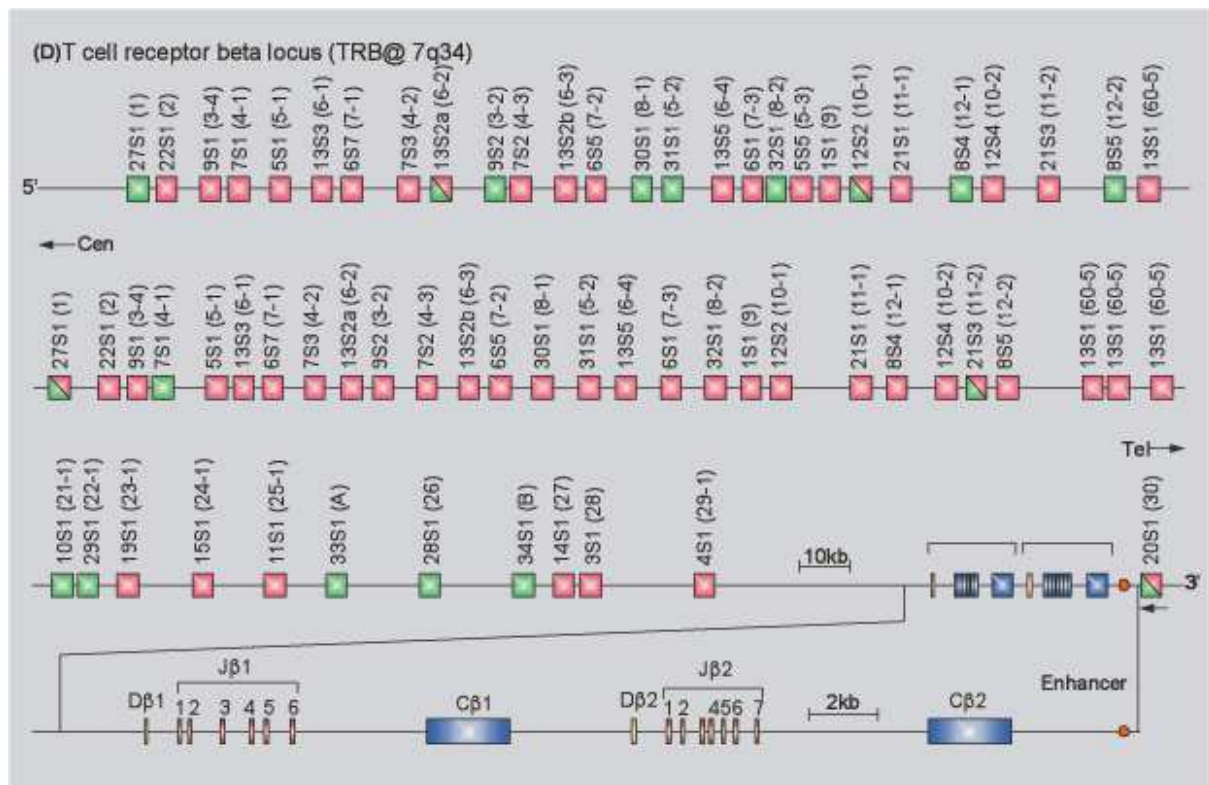 (D)T cell receptor beta locus (TRB@ 7q34)
27S1 (1) 22S1 (2) 9S1 (3-4) 7S1 (4-1) 5S1 (5-1) 13S3 (6-1) 6S7 (7-1) 7S3 (4-2) 13S2a (6-2) 9S2 (3-2) 7S2 (4-3) 13S2b (6-3) 6S5 (7-2) 30S1 (8-1) 31S1 (5-2) 13S5 (6-4) 6S1 (7-3) 32S1 (8-2) 5S5 (5-3) 1S1 (9) 12S2 (10-1) 21S1 (11-1) 8S4 (12-1) 12S4 (10-2) 21S3 (11-2) 8S5 (12-2) 13S1 (60-5)
5'
Cen
27S1 (1) 22S1 (2) 9S1 (3-4) 7S1 (4-1) 5S1 (5-1) 13S3 (6-1) 6S7 (7-1) 7S3 (4-2) 13S2a (6-2) 9S2 (3-2) 7S2 (4-3) 13S2b (6-3) 6S5 (7-2) 30S1 (8-1) 31S1 (5-2) 13S5 (6-4) 6S1 (7-3) 32S1 (8-2) 1S1 (9) 12S2 (10-1) 21S1 (11-1) 8S4 (12-1) 12S4 (10-2) 21S3 (11-2) 8S5 (12-2) 13S1 (60-5) 13S1 (60-5) 13S1 (60-5)
Tel
10S1 (21-1) 29S1 (22-1) 19S1 (23-1) 15S1 (24-1) 11S1 (25-1) 33S1 (A) 28S1 (26) 34S1 (B) 14S1 (27) 3S1 (28) 4S1 (29-1) 10kb 20S1 (30)
3'
Jβ1 Jβ2 Enhancer
Dβ1 1 2 3 4 5 6 Cβ1 Dβ2 1 2 4 5 6 7 2kb Cβ2